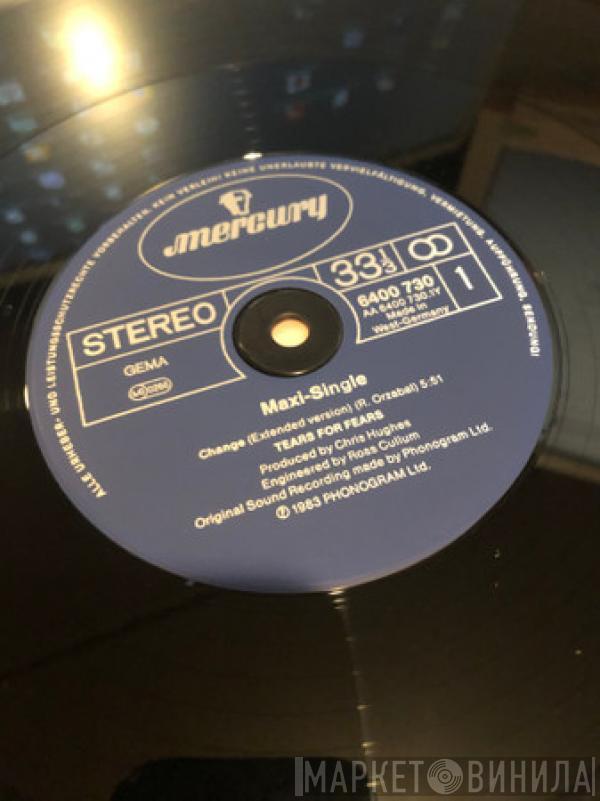 ALLE URHEBER- UND LEISTUNGSSCHUTZRECHTE VORBEHALTEN. KEIN VERLEIH! KEINE UNERLAUBTE VERVIELFÄLTIGUNG, VERMIETUNG, AUFFÜHRUNG, SENDUNG!
mercury
STEREO
33 1/3
GEMA
6400 730
AA 6400 730.1Y
Made in
West-Germany
1
Maxi-Single
Change (Extended version) (R. Orzabal) 5:51
TEARS FOR FEARS
Produced by Chris Hughes
Engineered by Ross Cullum
Original Sound Recording made by Phonogram Ltd.
Ⓟ 1983 PHONOGRAM Ltd.
МАРКЕТ ВИНИЛА